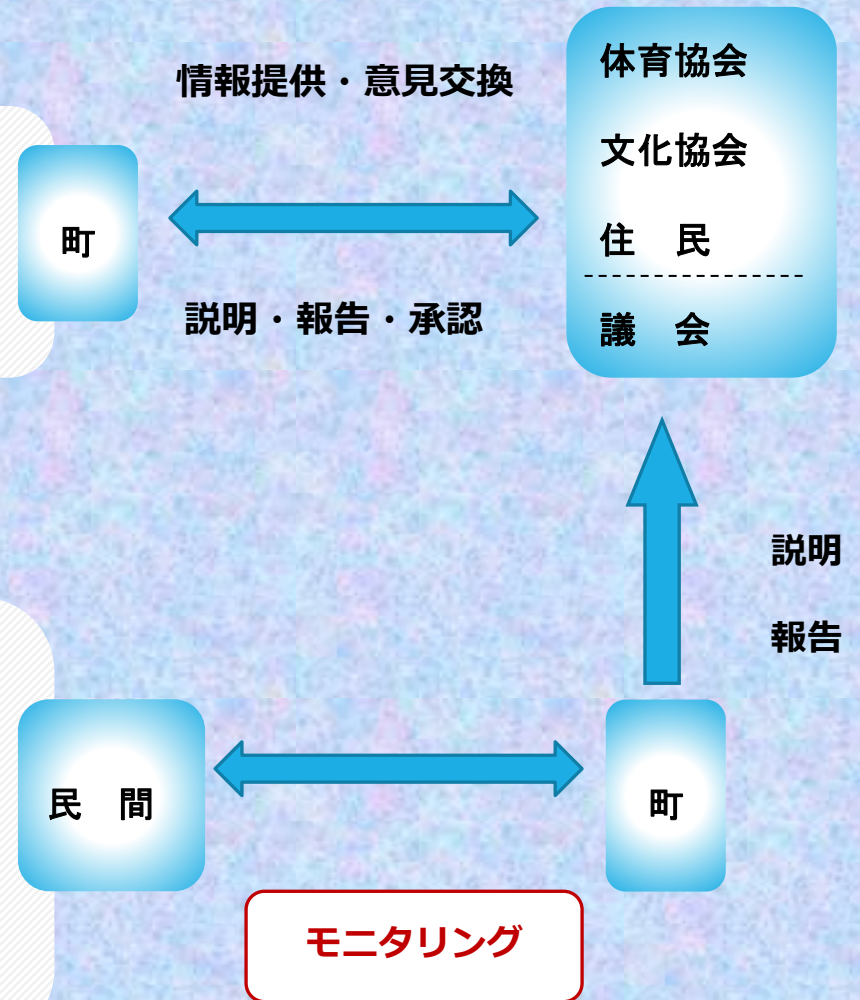 情報提供・意見交換
体育協会
文化協会
住　民
議　会
町
説明・報告・承認
説明
報告
民　間
町
モニタリング